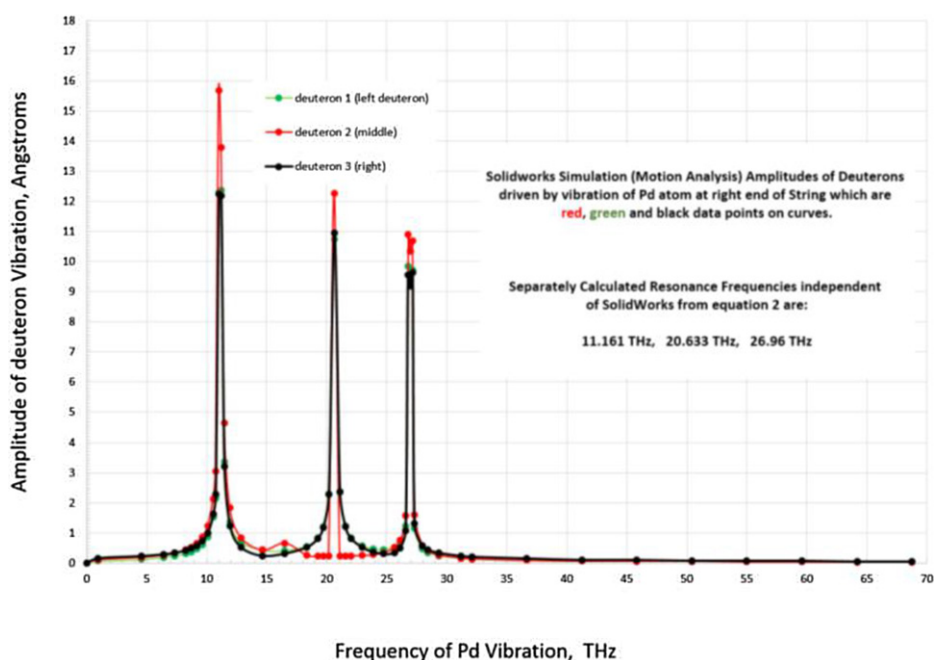 18
17
16
15
14
13
12
11
10
9
8
7
6
5
4
3
2
1
0
0 5 10 15 20 25 30 35 40 45 50 55 60 65 70
Amplitude of deuteron Vibration, Angstroms
deuteron 1 (left deuteron)
deuteron 2 (middle)
deuteron 3 (right)
Solidworks Simulation (Motion Analysis) Amplitudes of Deuterons
driven by vibration of Pd atom at right end of String which are
red, green and black data points on curves.
Separately Calculated Resonance Frequencies independent
of SolidWorks from equation 2 are:
11.161 THz, 20.633 THz, 26.96 THz
Frequency of Pd Vibration, THz